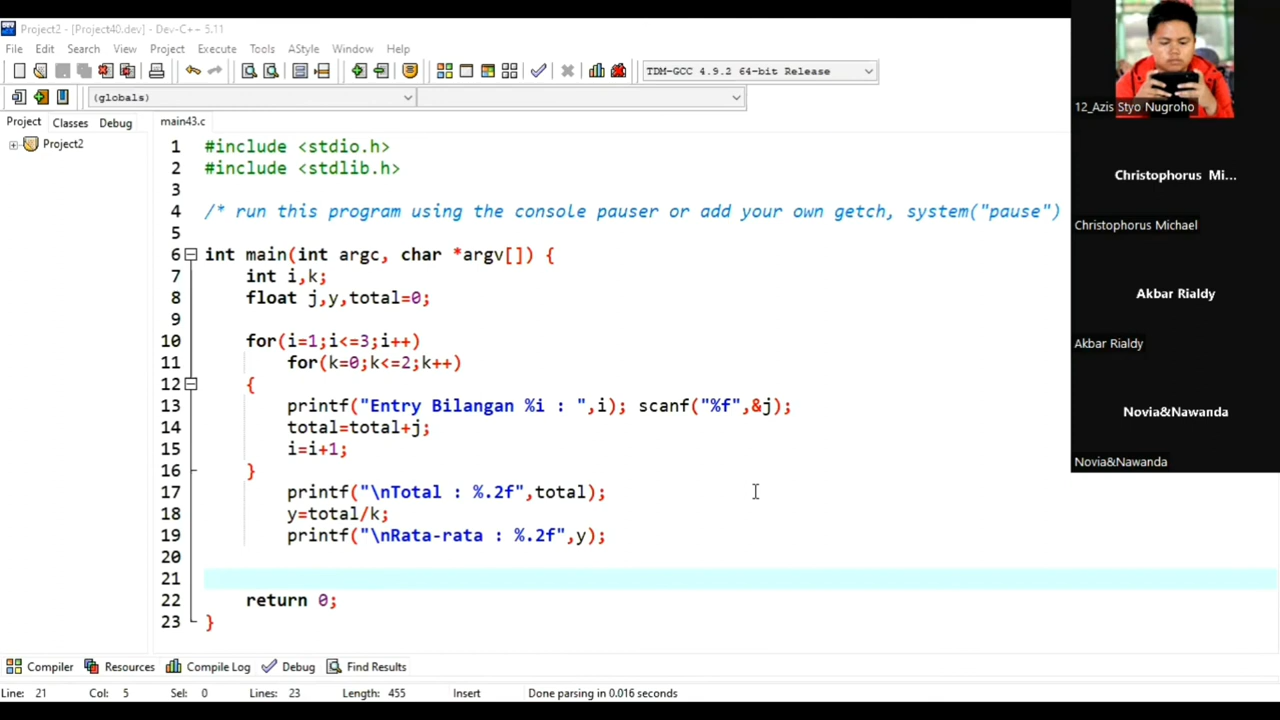 Project2 - [Project40.dev] - Dev-C++ 5.11
File Edit Search View Project Execute Tools AStyle Window Help
TDM-GCC 4.9.2 64-bit Release
(globals)
Project Classes Debug
main43.c
Project2
1 #include <stdio.h>
2 #include <stdlib.h>
3
4 /* run this program using the console pauser or add your own getch, system("pause")
5
6 int main(int argc, char *argv[]) {
7 int i,k;
8 float j,y,total=0;
9
10 for(i=1;i<=3;i++)
11 for(k=0;k<=2;k++)
12 {
13 printf("Entry Bilangan %i : ",i); scanf("%f",&j);
14 total=total+j;
15 i=i+1;
16 }
17 printf("\nTotal : %.2f",total);
18 y=total/k;
19 printf("\nRata-rata : %.2f",y);
20
21
22 return 0;
23 }
Compiler Resources Compile Log Debug Find Results
Line: 21 Col: 5 Sel: 0 Lines: 23 Length: 455 Insert Done parsing in 0.016 seconds
12_Azis Styo Nugroho
Christophorus Mi...
Christophorus Michael
Akbar Rialdy
Akbar Rialdy
Novia&Nawanda
Novia&Nawanda